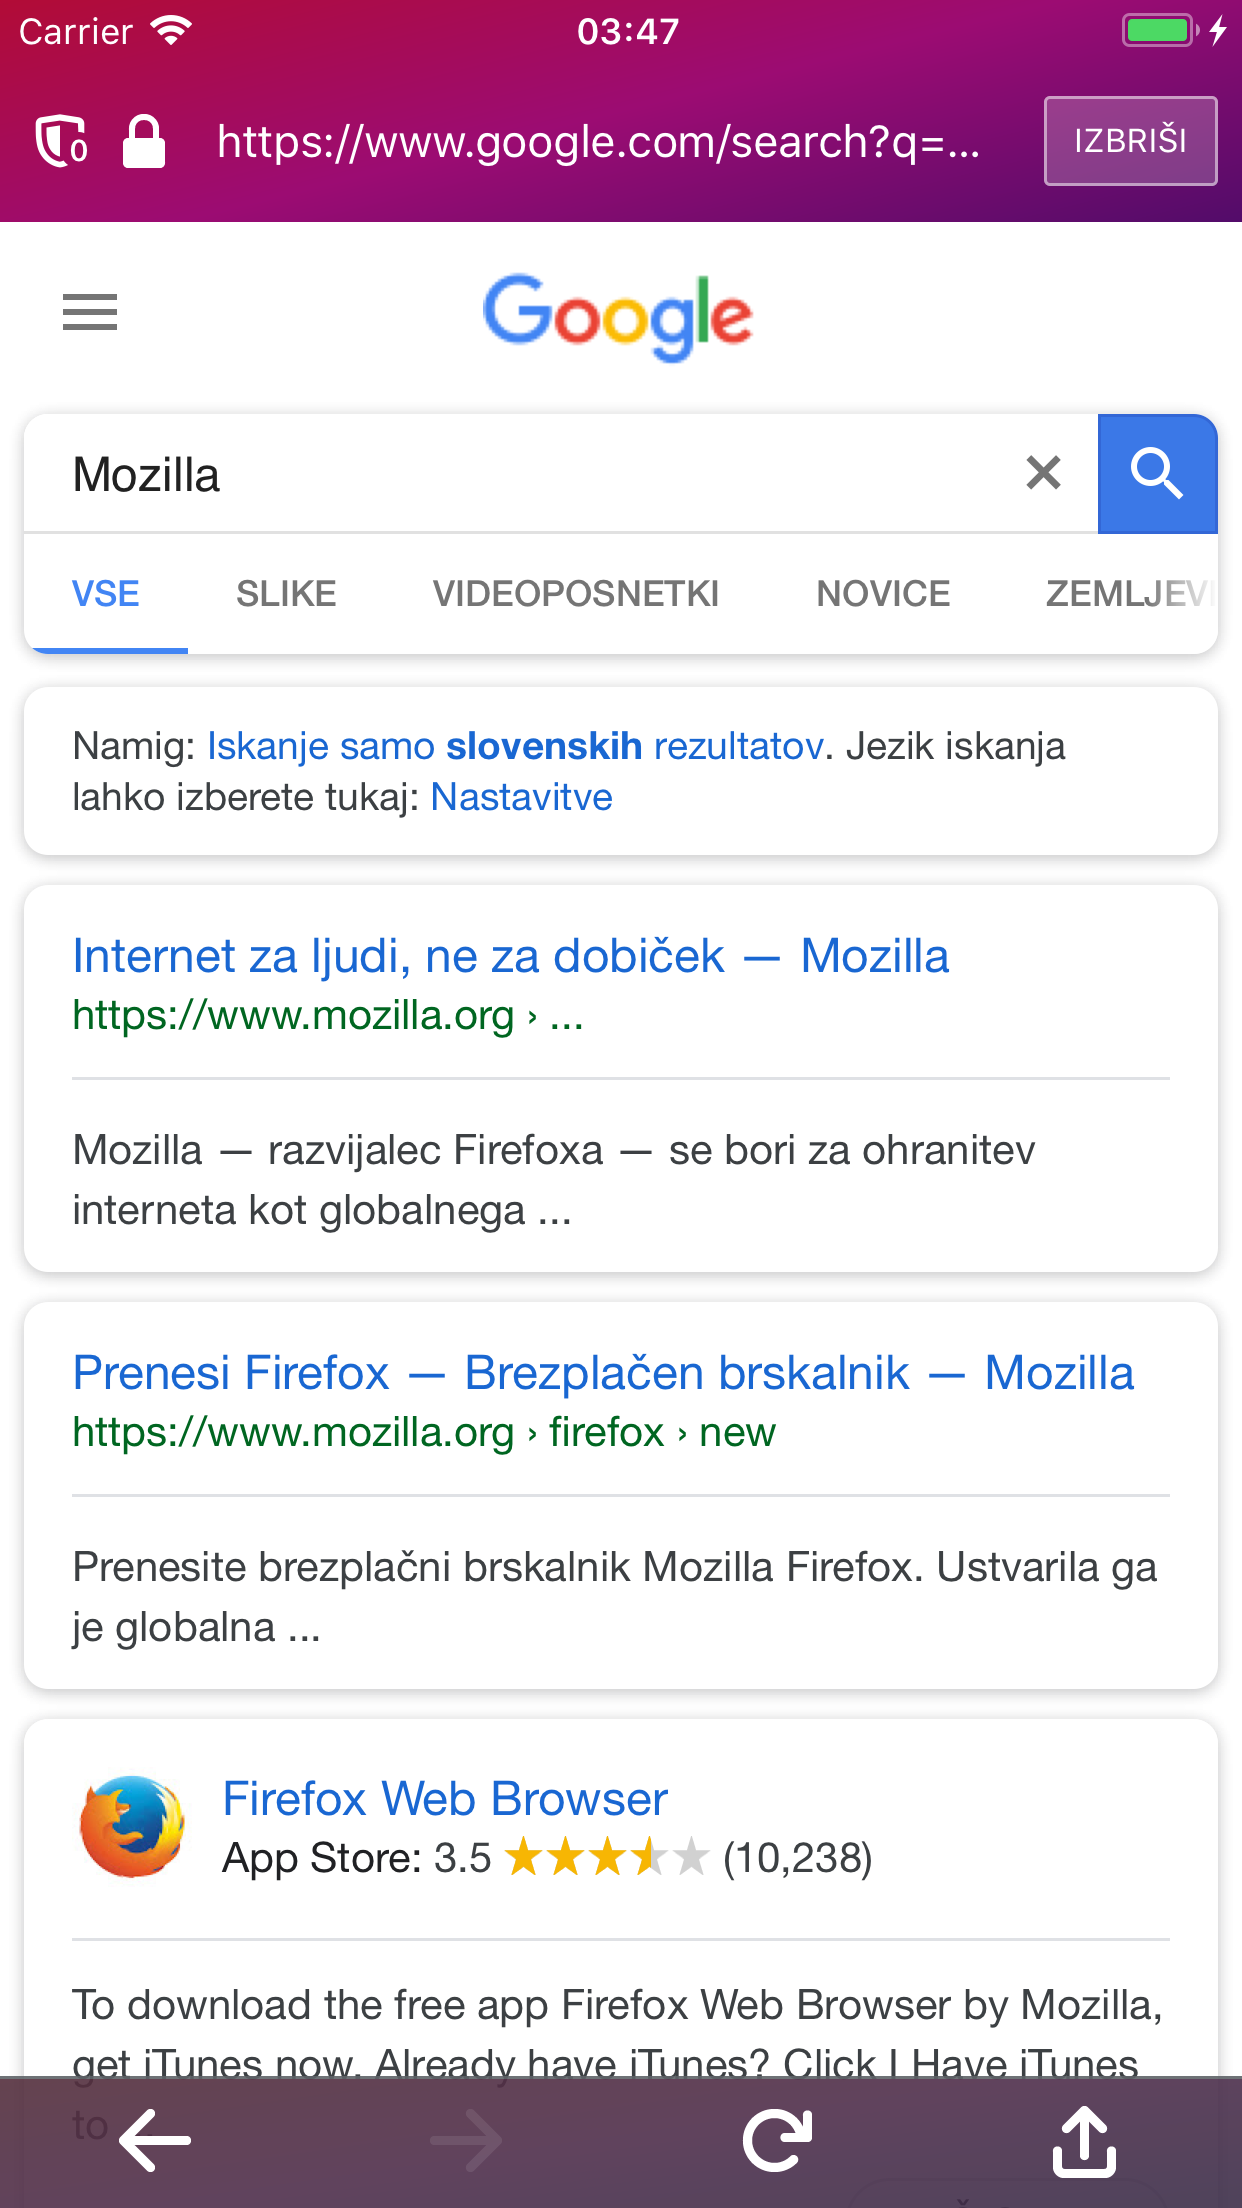 Carrier 03:47
0 https://www.google.com/search?q=... IZBRIŠI
Google
Mozilla
VSE SLIKE VIDEOPOSNETKI NOVICE ZEMLJEVI
Namig: Iskanje samo slovenskih rezultatov. Jezik iskanja
lahko izberete tukaj: Nastavitve
Internet za ljudi, ne za dobiček — Mozilla
https://www.mozilla.org › ...
Mozilla — razvijalec Firefoxa — se bori za ohranitev
interneta kot globalnega ...
Prenesi Firefox — Brezplačen brskalnik — Mozilla
https://www.mozilla.org › firefox › new
Prenesite brezplačni brskalnik Mozilla Firefox. Ustvarila ga
je globalna ...
Firefox Web Browser
App Store: 3.5 ★★★★★ (10,238)
To download the free app Firefox Web Browser by Mozilla,
get iTunes now. Already have iTunes? Click I Have iTunes
to